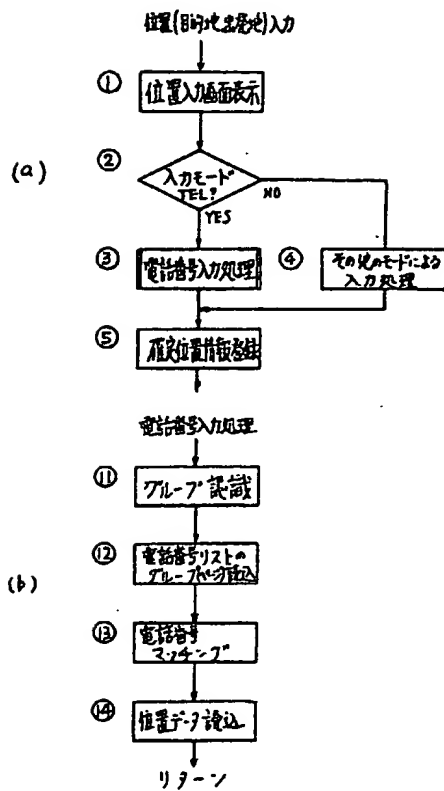 位置(目的地出発地)入力
①
位置入力画面表示
(a)
②
入力モード
TEL?
NO
YES
③
電話番号入力処理
④
その他のモードによる
入力処理
⑤
確定位置情報登録
電話番号入力処理
⑪
グループ認識
⑫
電話番号リストの
グループページ読込
(b)
⑬
電話番号
マッチング
⑭
位置データ読込
リターン